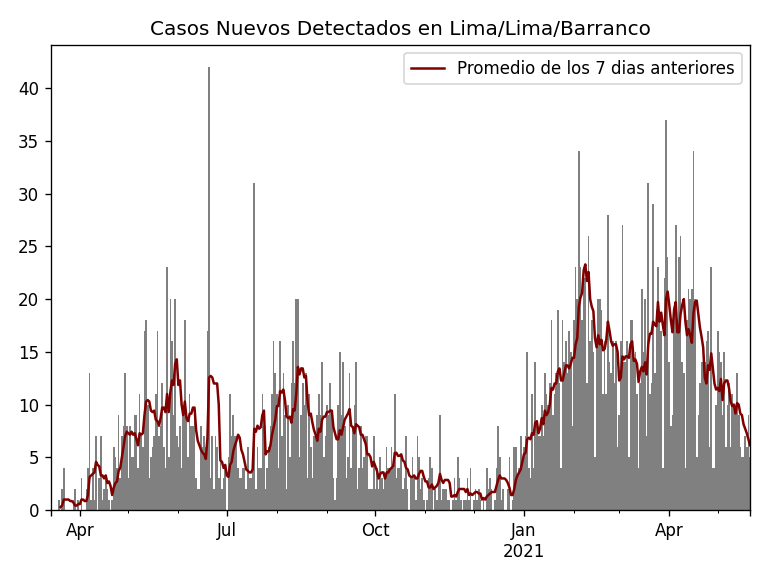 Casos Nuevos Detectados en Lima/Lima/Barranco
Promedio de los 7 dias anteriores
40
35
30
25
20
15
10
5
0
Apr
Jul
Oct
Jan
2021
Apr